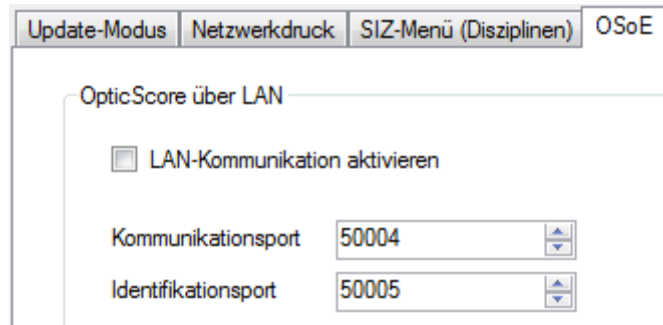 Update-Modus Netzwerkdruck SIZ-Menü (Disziplinen) OSoE
OpticScore über LAN
LAN-Kommunikation aktivieren
Kommunikationsport 50004
Identifikationsport 50005